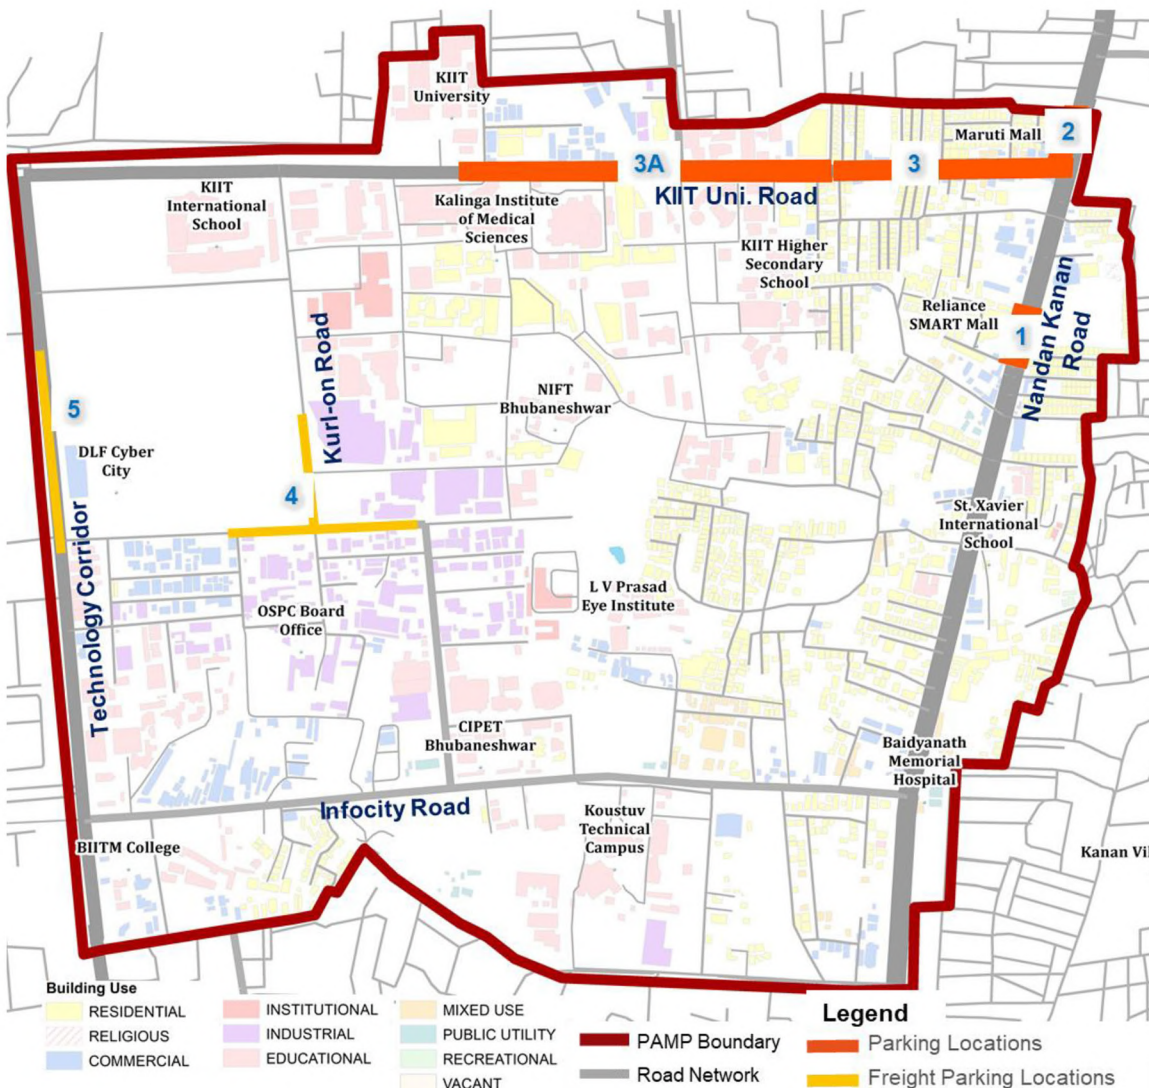 KIIT
University
Maruti Mall
2
3A
3
KIIT Uni. Road
KIIT
International
School
Kalinga Institute
of Medical
Sciences
KIIT Higher
Secondary
School
Reliance
SMART Mall
1
Nandan Kanan
Road
Kurl-on Road
NIFT
Bhubaneshwar
5
DLF Cyber
City
4
Technology Corridor
St. Xavier
International
School
L V Prasad
Eye Institute
OSPC Board
Office
CIPET
Bhubaneshwar
Baidyanath
Memorial
Hospital
Infocity Road
Koustuv
Technical
Campus
BIITM College
Kanan Vil
Building Use
RESIDENTIAL
RELIGIOUS
COMMERCIAL
INSTITUTIONAL
INDUSTRIAL
EDUCATIONAL
MIXED USE
PUBLIC UTILITY
RECREATIONAL
VACANT
PAMP Boundary
Road Network
Legend
Parking Locations
Freight Parking Locations